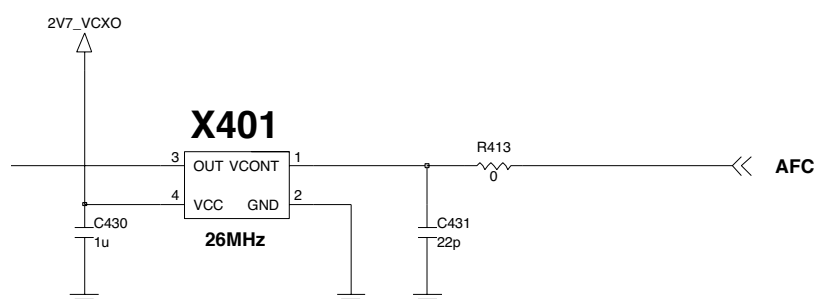 2V7_VCXO
X401
R413
3
OUT VCONT
1
0
AFC
4
VCC
GND
2
C430
1u
26MHz
C431
22p